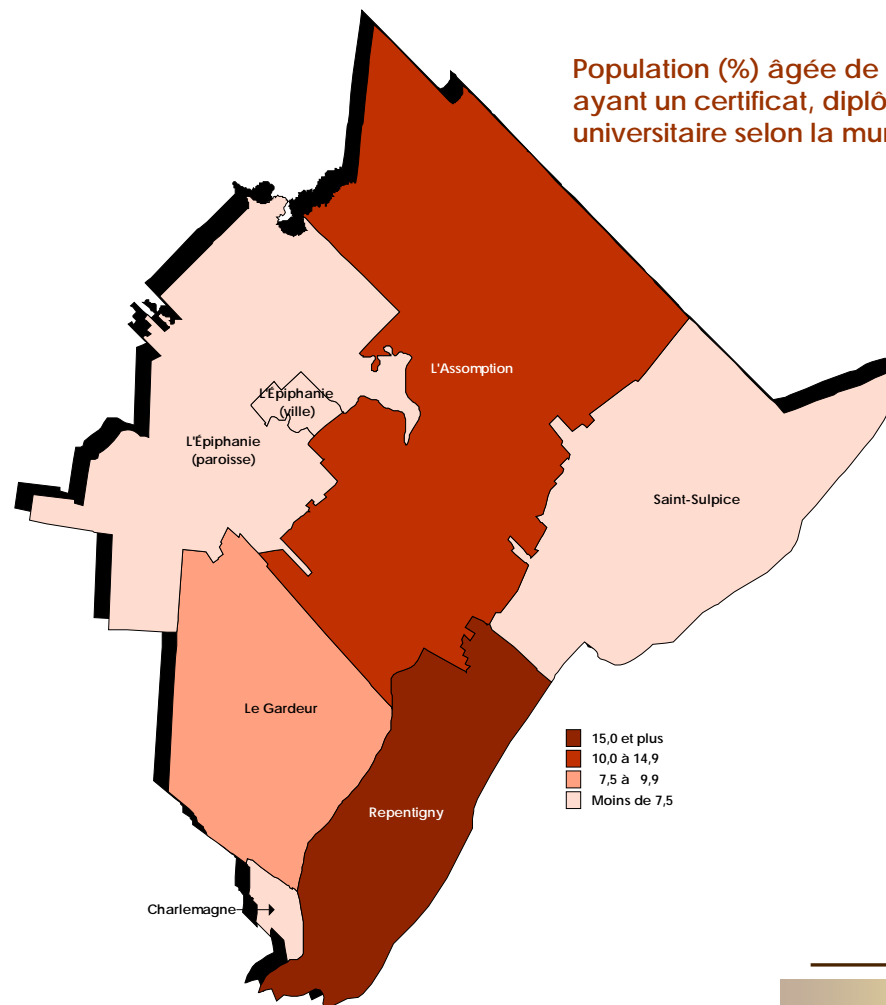 Population (%) âgée de
ayant un certificat, diplô
universitaire selon la mu
L'Assomption
L'Épiphanie
(ville)
L'Épiphanie
(paroisse)
Saint-Sulpice
Le Gardeur
15,0 et plus
10,0 à 14,9
7,5 à 9,9
Moins de 7,5
Repentigny
Charlemagne